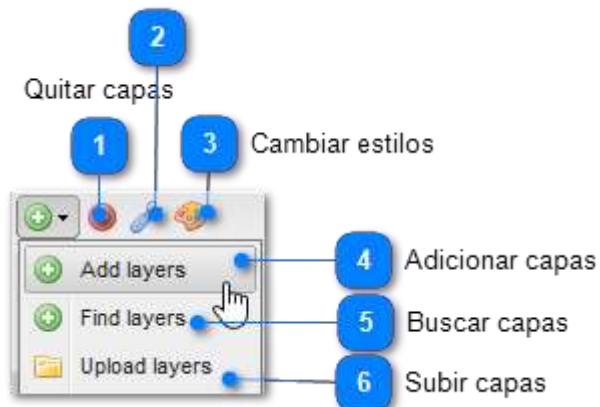 2
Quitar capas
1
3 Cambiar estilos
Add layers
4 Adicionar capas
Find layers
5 Buscar capas
Upload layers
6 Subir capas